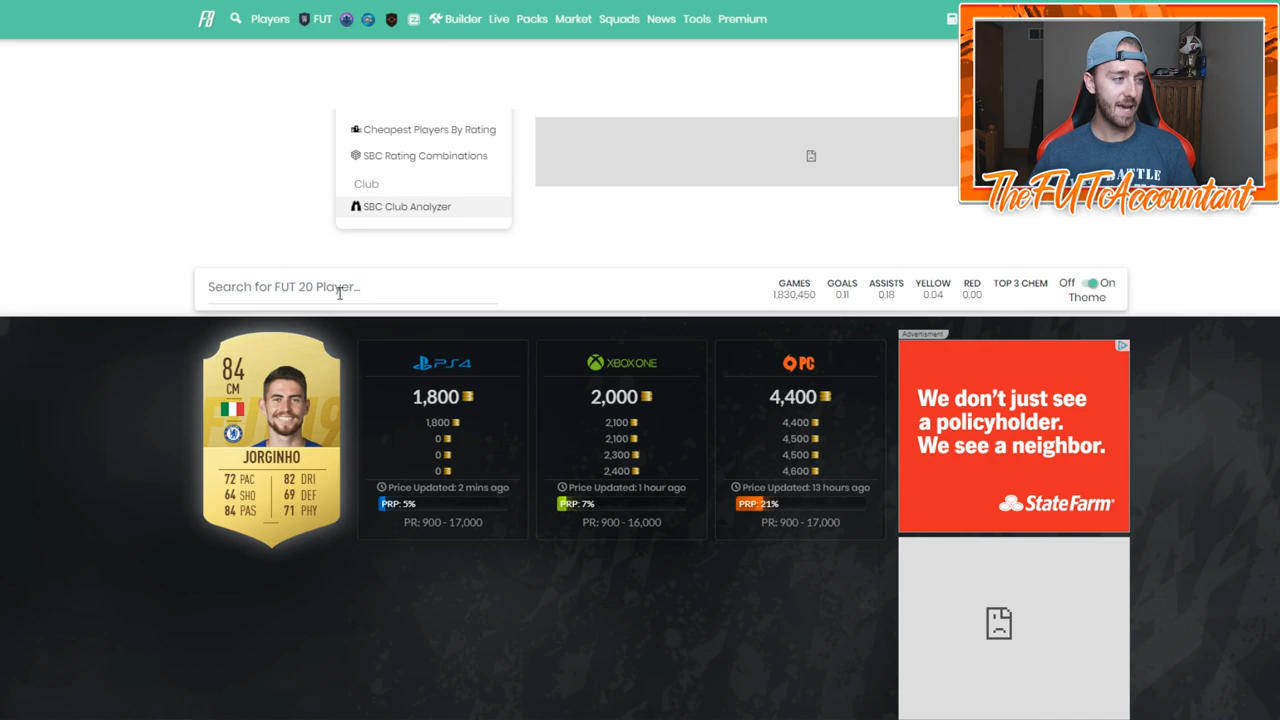 FB Players FUT Builder Live Packs Market Squads News Tools Premium
Cheapest Players By Rating
SBC Rating Combinations
Club
SBC Club Analyzer
BATTLE
TheFUTAccountant
Search for FUT 20 Player...
GAMES GOALS ASSISTS YELLOW RED TOP 3 CHEM Off On
1,830,450 0.11 0.18 0.04 0.00 Theme
84
CM
JORGINHO
72 PAC 82 DRI
64 SHO 69 DEF
84 PAS 71 PHY
PS4
1,800
1,800
0
0
0
Price Updated: 2 mins ago
PRP: 5%
PR: 900 - 17,000
XBOX ONE
2,000
2,100
2,100
2,300
2,400
Price Updated: 1 hour ago
PRP: 7%
PR: 900 - 16,000
PC
4,400
4,400
4,500
4,500
4,600
Price Updated: 13 hours ago
PRP: 21%
PR: 900 - 17,000
Advertisment
We don't just see
a policyholder.
We see a neighbor.
StateFarm